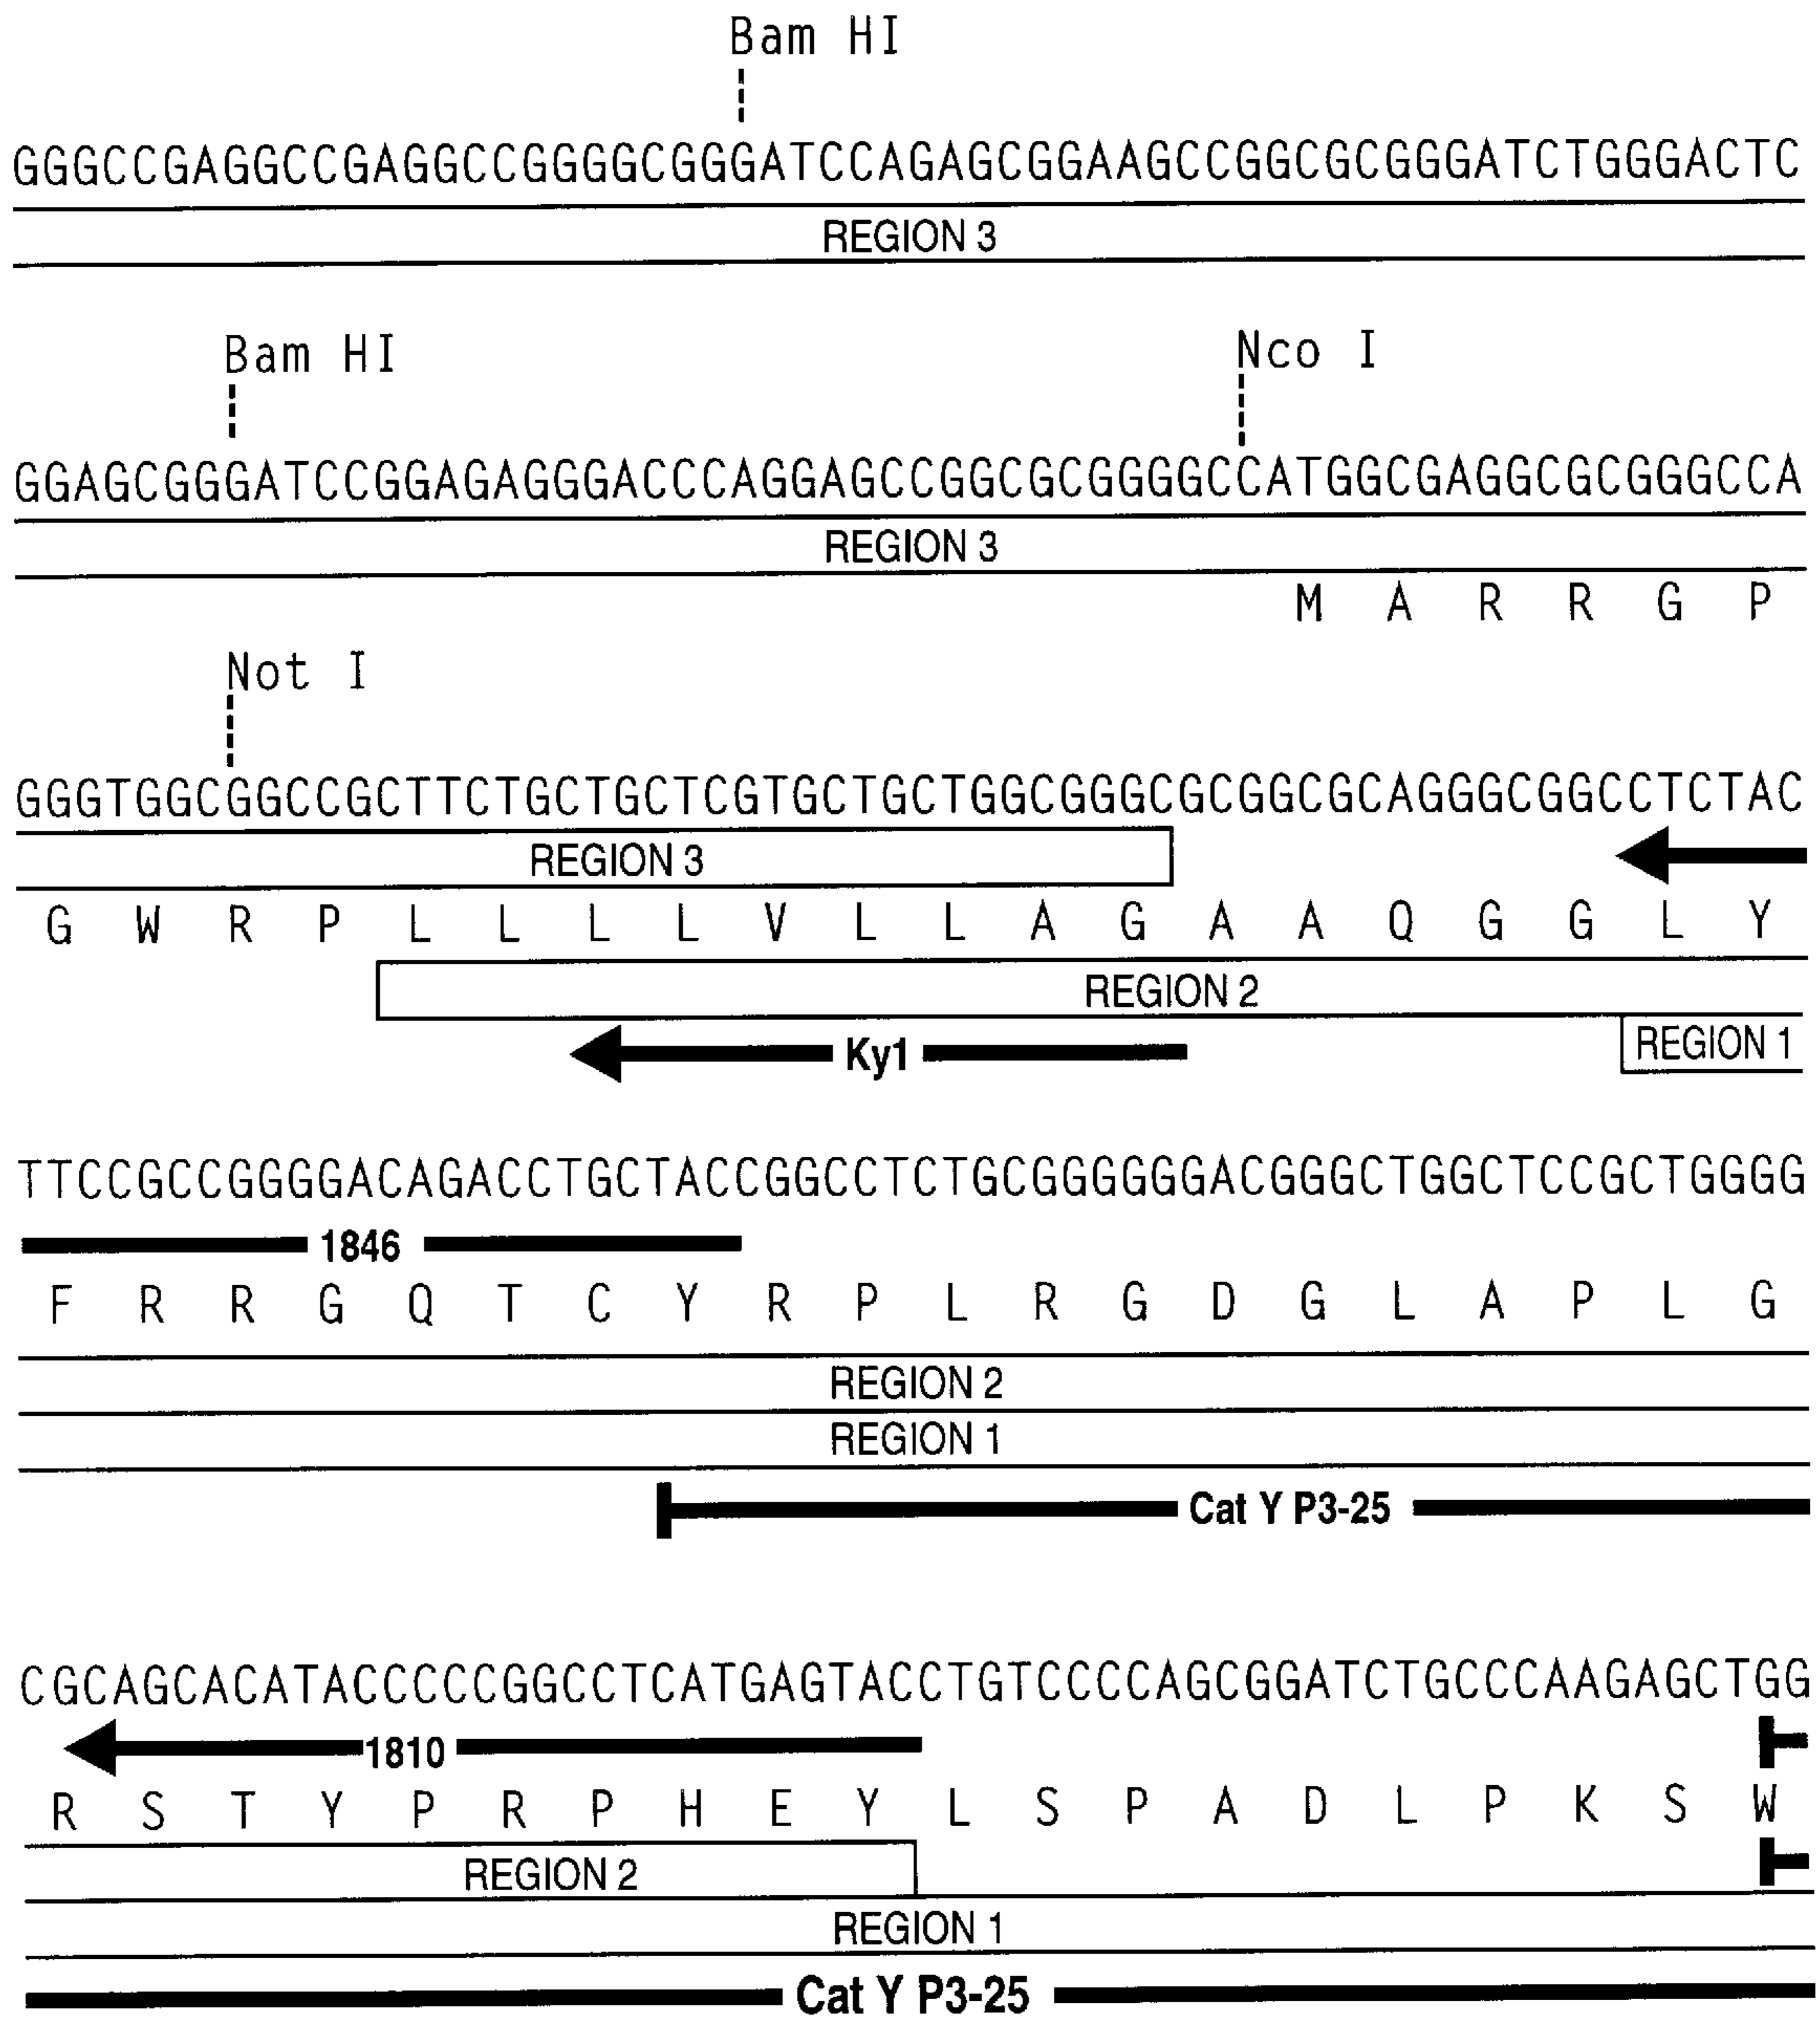 Bam HI
GGGCCGAGGCCGAGGCCGGGGCGGGATCCAGAGCGGAAGCCGGCGCGGGATCTGGGACTC
REGION 3
Bam HI Nco I
GGAGCGGGATCCGGAGAGGGACCCAGGAGCCGGCGCGGGGCCATGGCGAGGCGCGGGCCA
REGION 3
M A R R G P
Not I
GGGTGGCGGCCGCTTCTGCTGCTCGTGCTGCTGGCGGGCGCGGCGCAGGGCGGCCTCTAC
REGION 3
G W R P L L L L V L L A G A A Q G G L Y
REGION 2
Ky1 REGION 1
TTCCGCCGGGGACAGACCTGCTACCGGCCTCTGCGGGGGGACGGGCTGGCTCCGCTGGGG
1846
F R R G Q T C Y R P L R G D G L A P L G
REGION 2
REGION 1
Cat Y P3-25
CGCAGCACATACCCCCGGCCTCATGAGTACCTGTCCCCAGCGGATCTGCCCAAGAGCTGG
1810
R S T Y P R P H E Y L S P A D L P K S W
REGION 2
REGION 1
Cat Y P3-25